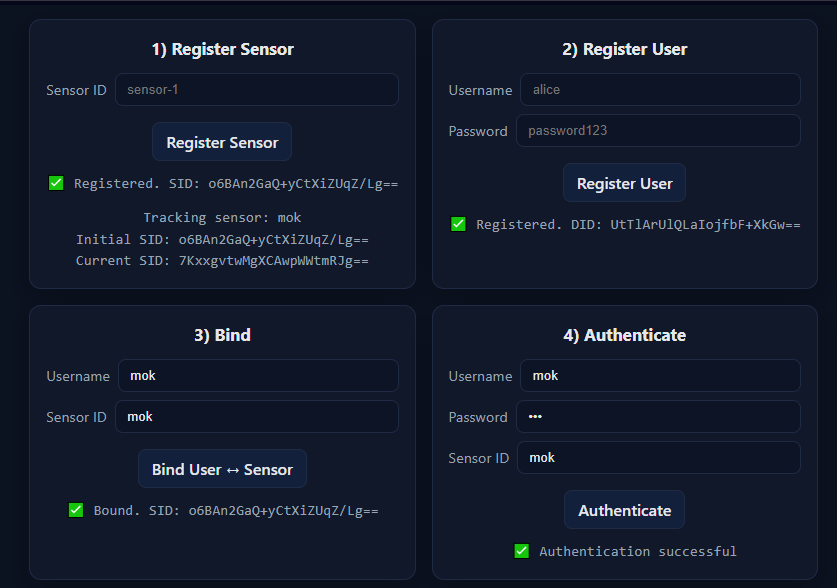 1) Register Sensor
Sensor ID sensor-1
Register Sensor
✅ Registered. SID: o6BAn2GaQ+yCtXiZUqZ/Lg==
Tracking sensor: mok
Initial SID: o6BAn2GaQ+yCtXiZUqZ/Lg==
Current SID: 7KxxgvtwMgXCAwpWWtmRJg==
2) Register User
Username alice
Password password123
Register User
✅ Registered. DID: UtTlArUlQLaIojfbF+XkGw==
3) Bind
Username mok
Sensor ID mok
Bind User ↔ Sensor
✅ Bound. SID: o6BAn2GaQ+yCtXiZUqZ/Lg==
4) Authenticate
Username mok
Password •••
Sensor ID mok
Authenticate
✅ Authentication successful